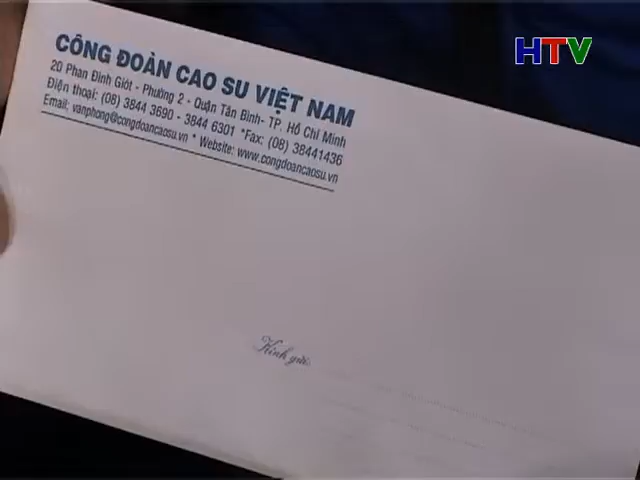 HTV
CÔNG ĐOÀN CAO SU VIỆT NAM
20 Phan Đình Giót - Phường 2 - Quận Tân Bình- TP. Hồ Chí Minh
Điện thoại: (08) 3844 3690 - 3844 6301 *Fax: (08) 38441436
Email: vanphong@congdoancaosu.vn * Website: www.congdoancaosu.vn
Kính gửi: